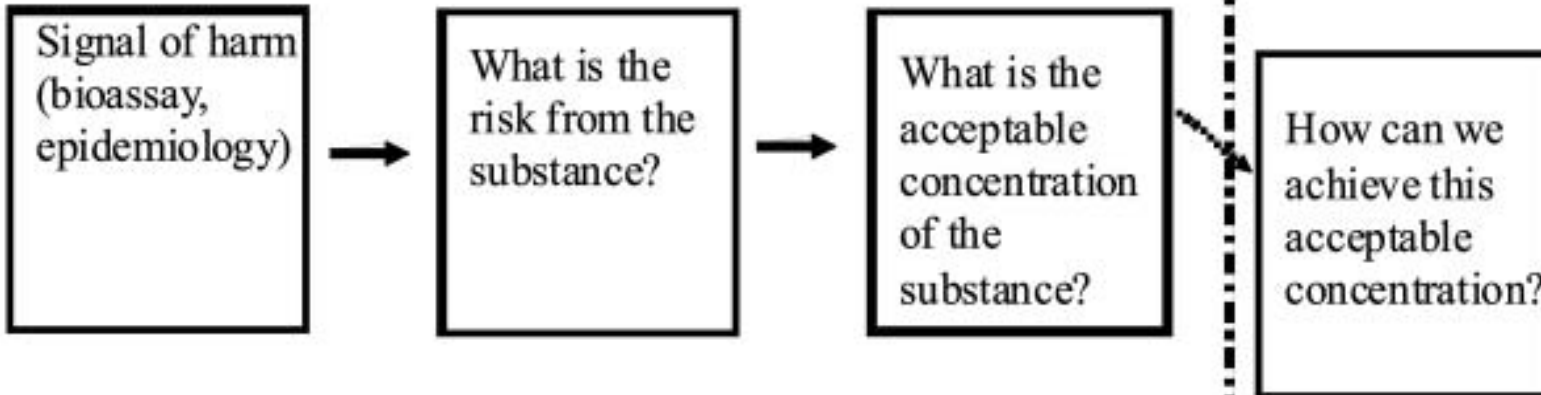 Signal of harm
(bioassay,
epidemiology)
What is the
risk from the
substance?
What is the
acceptable
concentration
of the
substance?
How can we
achieve this
acceptable
concentration?